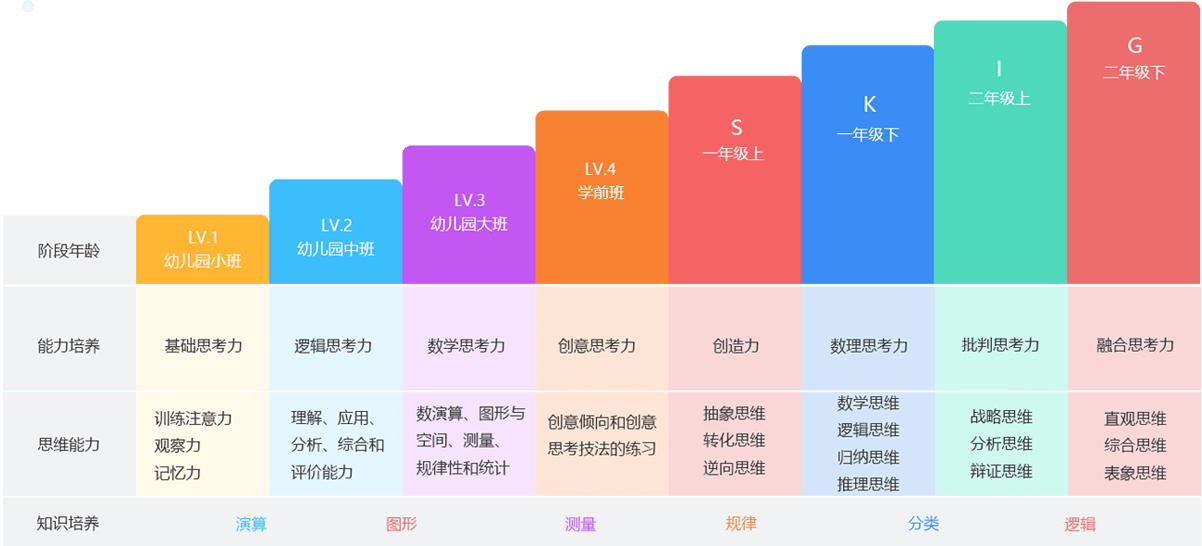 G
二年级下
I
二年级上
K
一年级下
S
一年级上
LV.4
学前班
LV.3
幼儿园大班
LV.2
幼儿园中班
LV.1
幼儿园小班
阶段年龄
能力培养
基础思考力
逻辑思考力
数学思考力
创意思考力
创造力
数理思考力
批判思考力
融合思考力
思维能力
训练注意力
观察力
记忆力
理解、应用、
分析、综合和
评价能力
数演算、图形与
空间、测量、
规律性和统计
创意倾向和创意
思考技法的练习
抽象思维
转化思维
逆向思维
数学思维
逻辑思维
归纳思维
推理思维
战略思维
分析思维
辩证思维
直观思维
综合思维
表象思维
知识培养
演算
图形
测量
规律
分类
逻辑